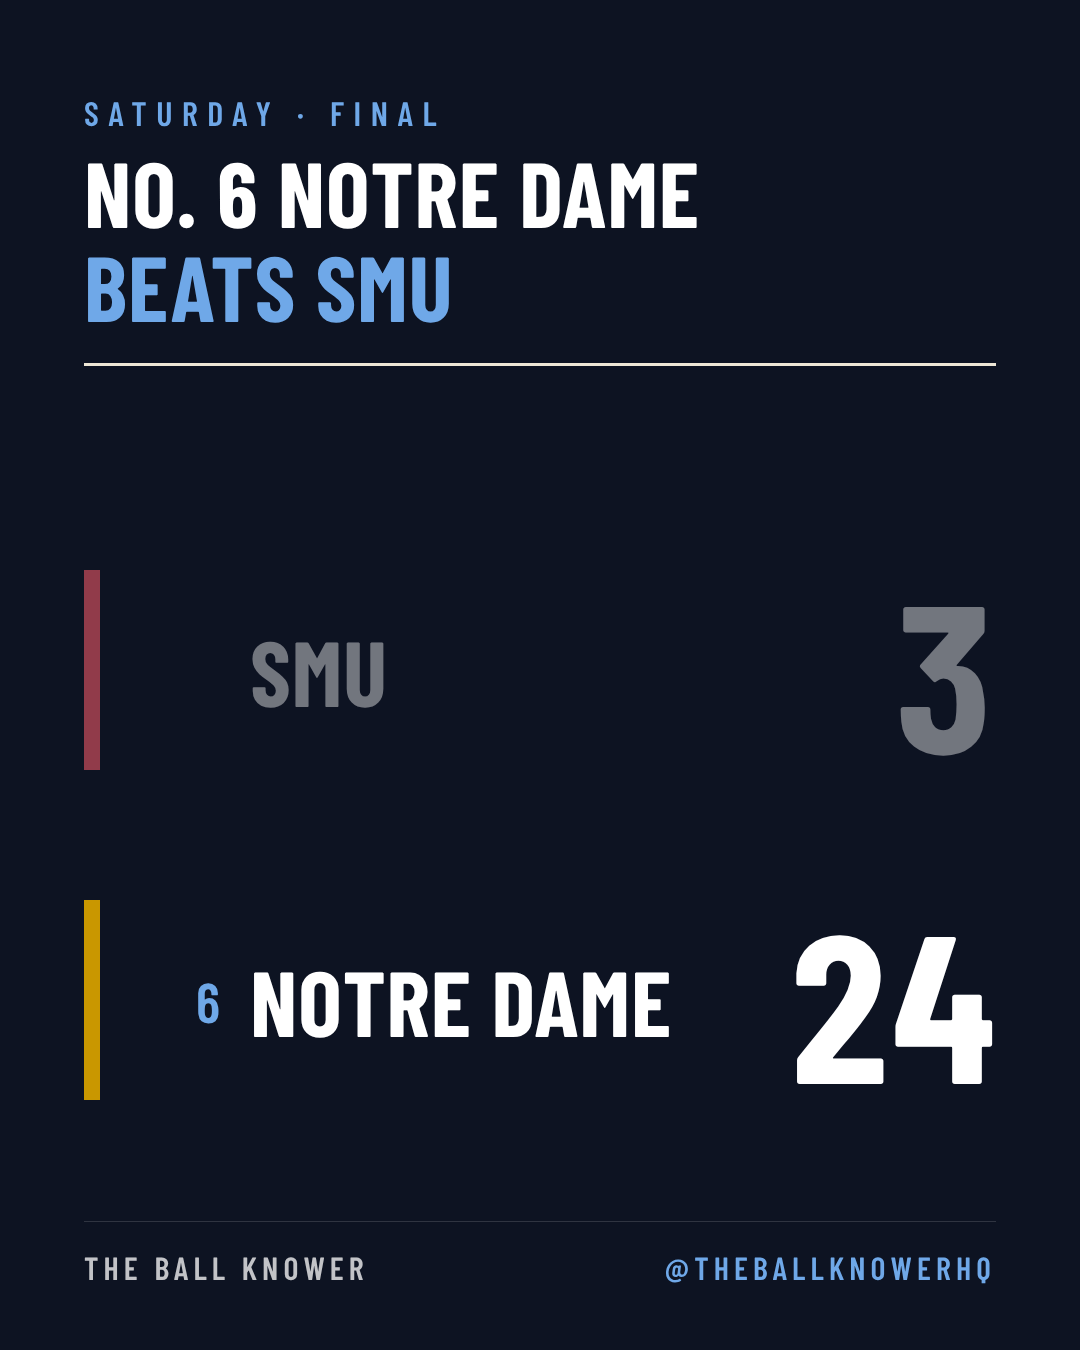 SATURDAY · FINAL
NO. 6 NOTRE DAME
BEATS SMU
SMU 3
6 NOTRE DAME 24
THE BALL KNOWER @THEBALLKNOWERHQ